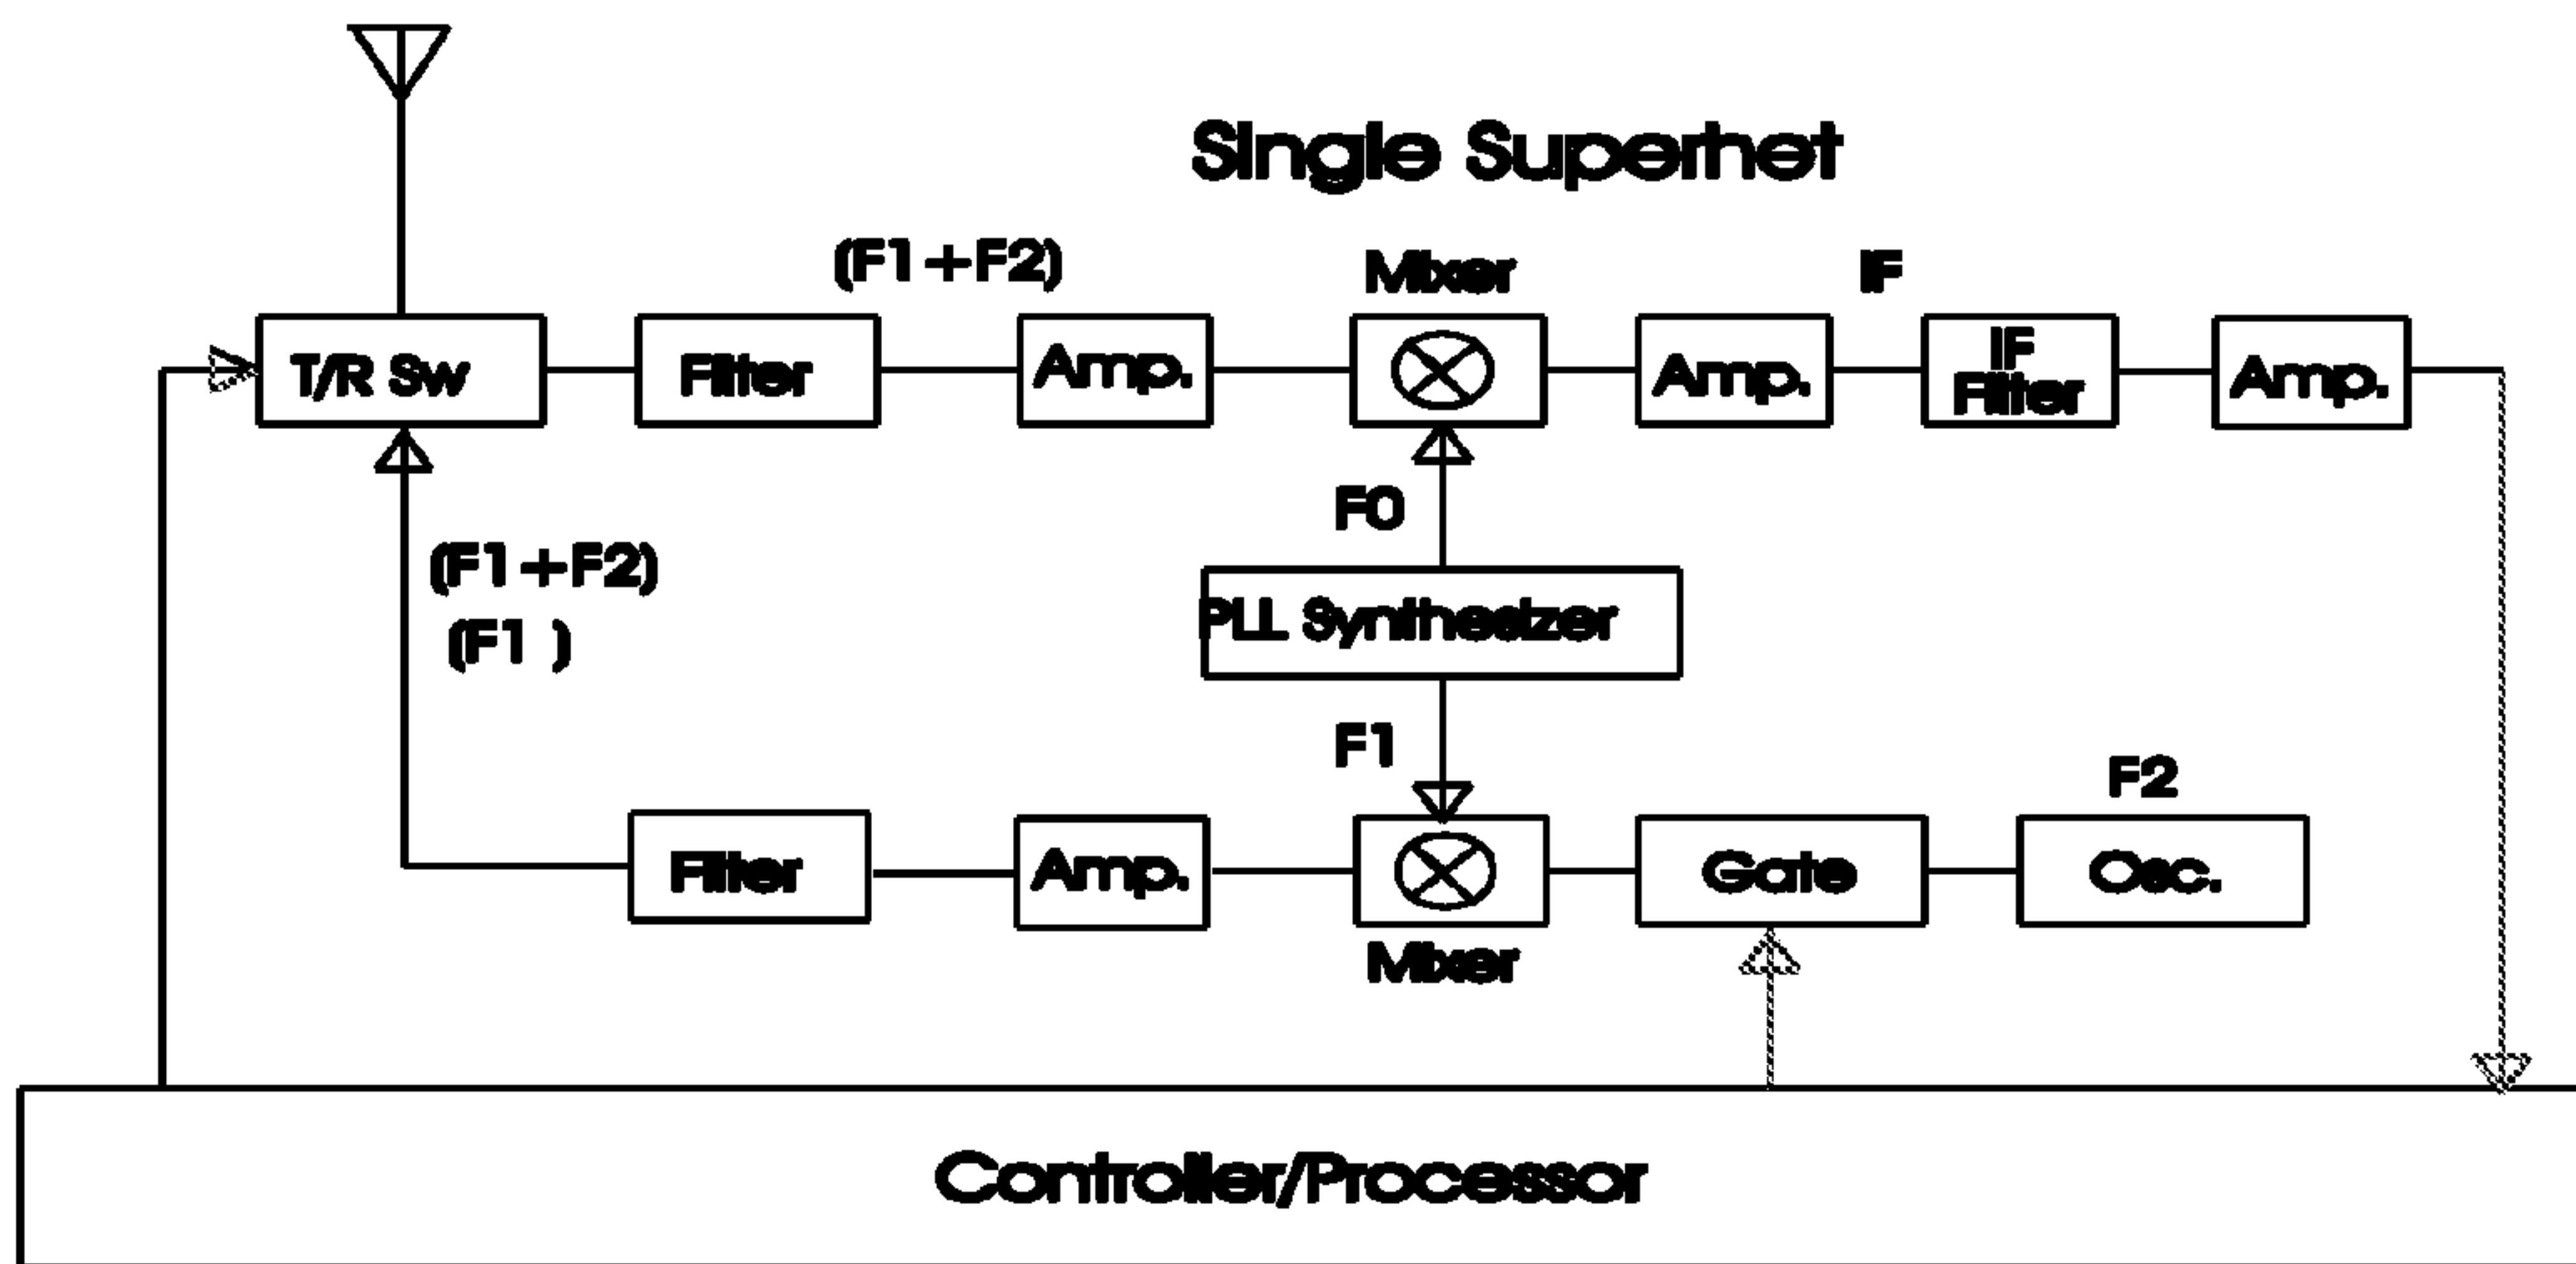 Single Superhet
(F1+F2)
Mixer
IF
T/R Sw
Filter
Amp.
Amp.
IF
Filter
Amp.
F0
(F1+F2)
(F1 )
PLL Synthesizer
F1
F2
Filter
Amp.
Gate
Osc.
Mixer
Controller/Processor